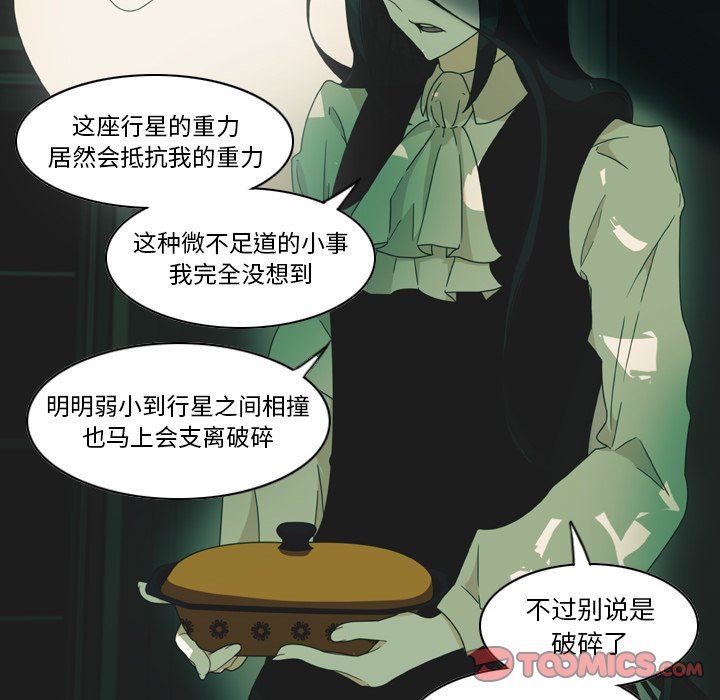 这座行星的重力
居然会抵抗我的重力
这种微不足道的小事
我完全没想到
明明弱小到行星之间相撞
也马上会支离破碎
不过别说是
破碎了
TOOMICS.COM